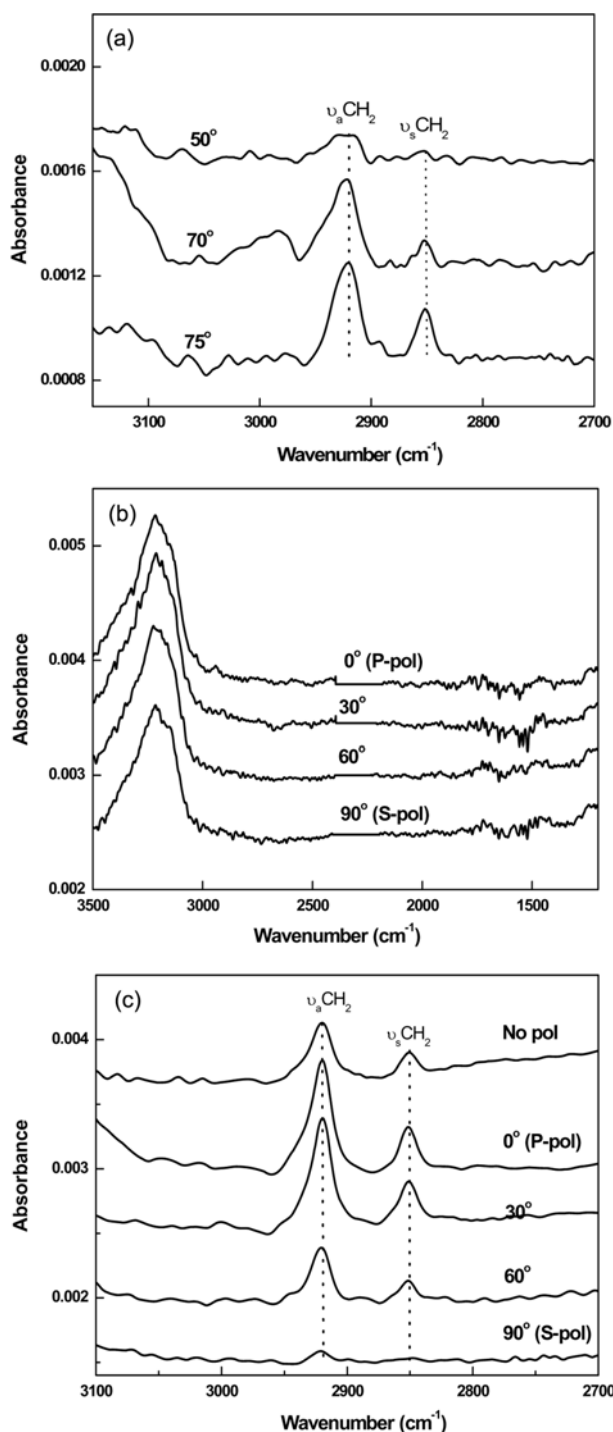 (a)
0.0020
0.0016
0.0012
0.0008
Absorbance
υaCH2
υsCH2
50°
70°
75°
3100 3000 2900 2800 2700
Wavenumber (cm-1)
(b)
0.005
0.004
0.003
0.002
Absorbance
0° (P-pol)
30°
60°
90° (S-pol)
3500 3000 2500 2000 1500
Wavenumber (cm-1)
(c)
0.004
0.003
0.002
Absorbance
υaCH2
υsCH2
No pol
0° (P-pol)
30°
60°
90° (S-pol)
3100 3000 2900 2800 2700
Wavenumber (cm-1)